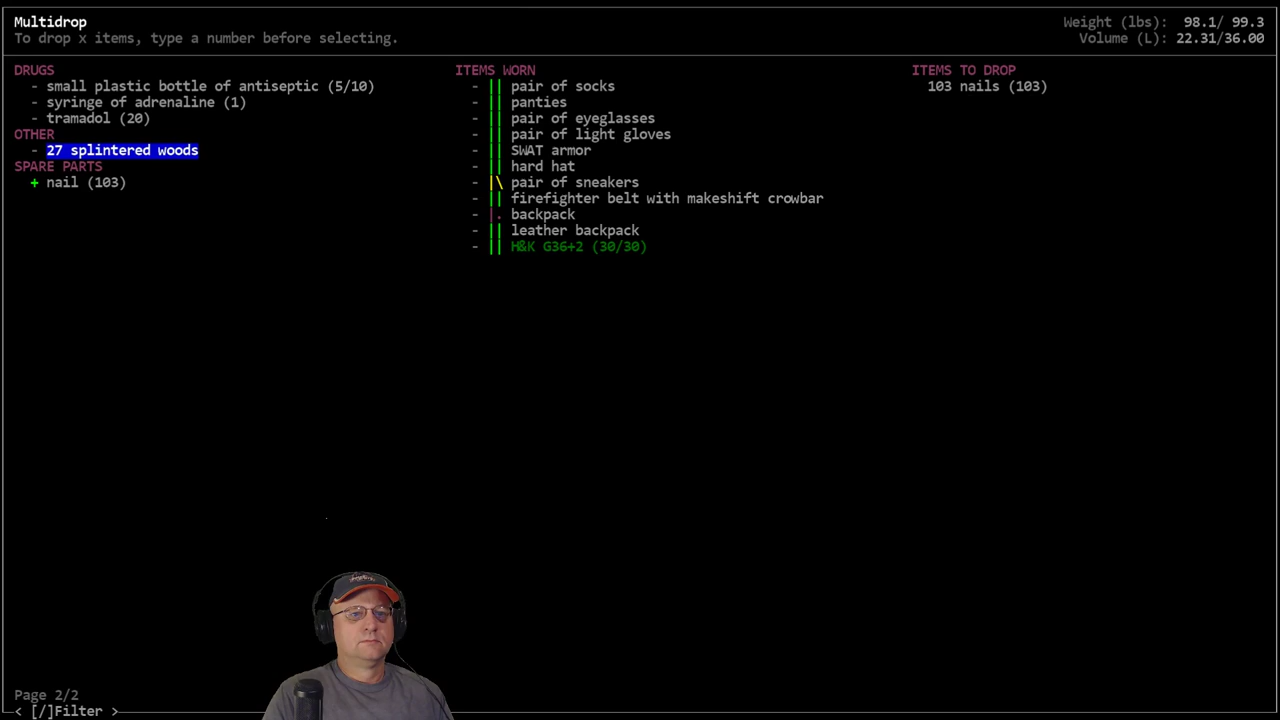 Multidrop
To drop x items, type a number before selecting.
Weight (lbs): 98.1/ 99.3
Volume (L): 22.31/36.00
DRUGS
- small plastic bottle of antiseptic (5/10)
- syringe of adrenaline (1)
- tramadol (20)
OTHER
- 27 splintered woods
SPARE PARTS
+ nail (103)
ITEMS WORN
- || pair of socks
- || panties
- || pair of eyeglasses
- || pair of light gloves
- || SWAT armor
- || hard hat
- |\ pair of sneakers
- || firefighter belt with makeshift crowbar
- |. backpack
- || leather backpack
- || H&K G36+2 (30/30)
ITEMS TO DROP
103 nails (103)
Page 2/2
< [/]Filter >